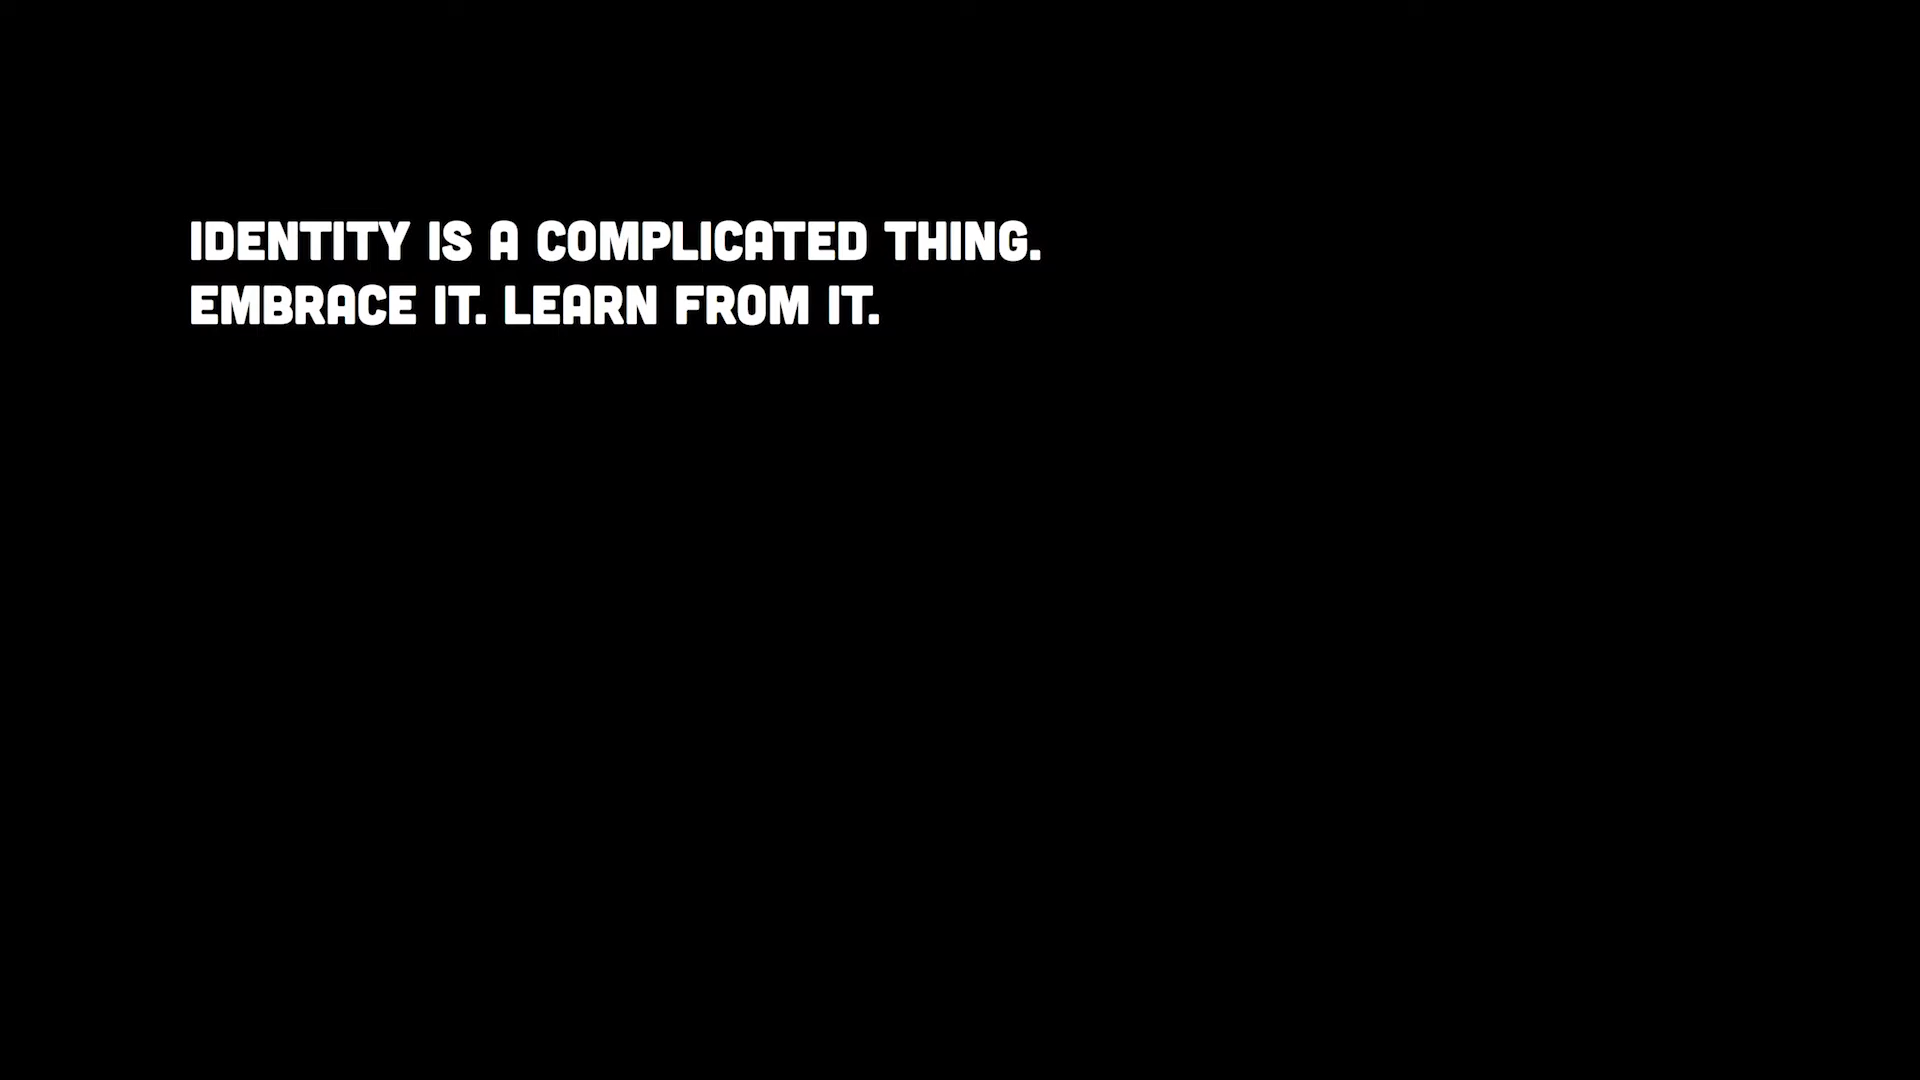 IDENTITY IS A COMPLICATED THING.
EMBRACE IT. LEARN FROM IT.